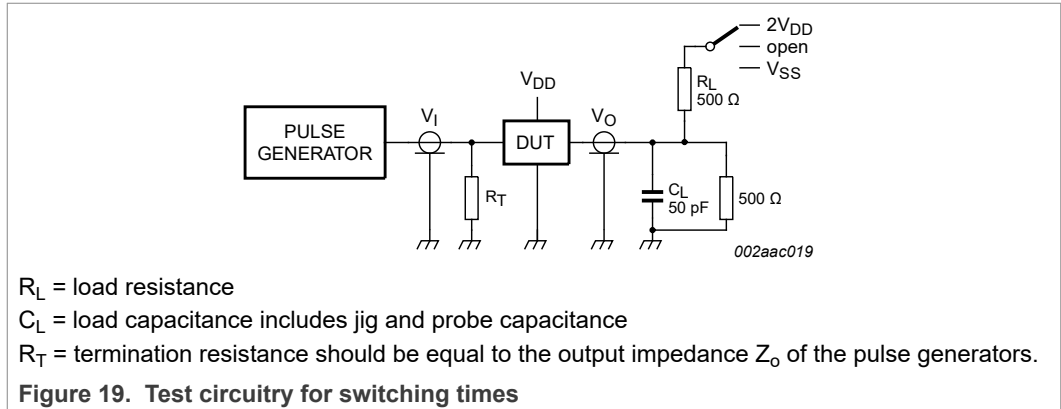 2VDD
open
VSS
RL
500 Ω
VDD
VI
VO
PULSE
GENERATOR
DUT
RT
CL
50 pF
500 Ω
002aac019
RL = load resistance
CL = load capacitance includes jig and probe capacitance
RT = termination resistance should be equal to the output impedance Zo of the pulse generators.
Figure 19. Test circuitry for switching times